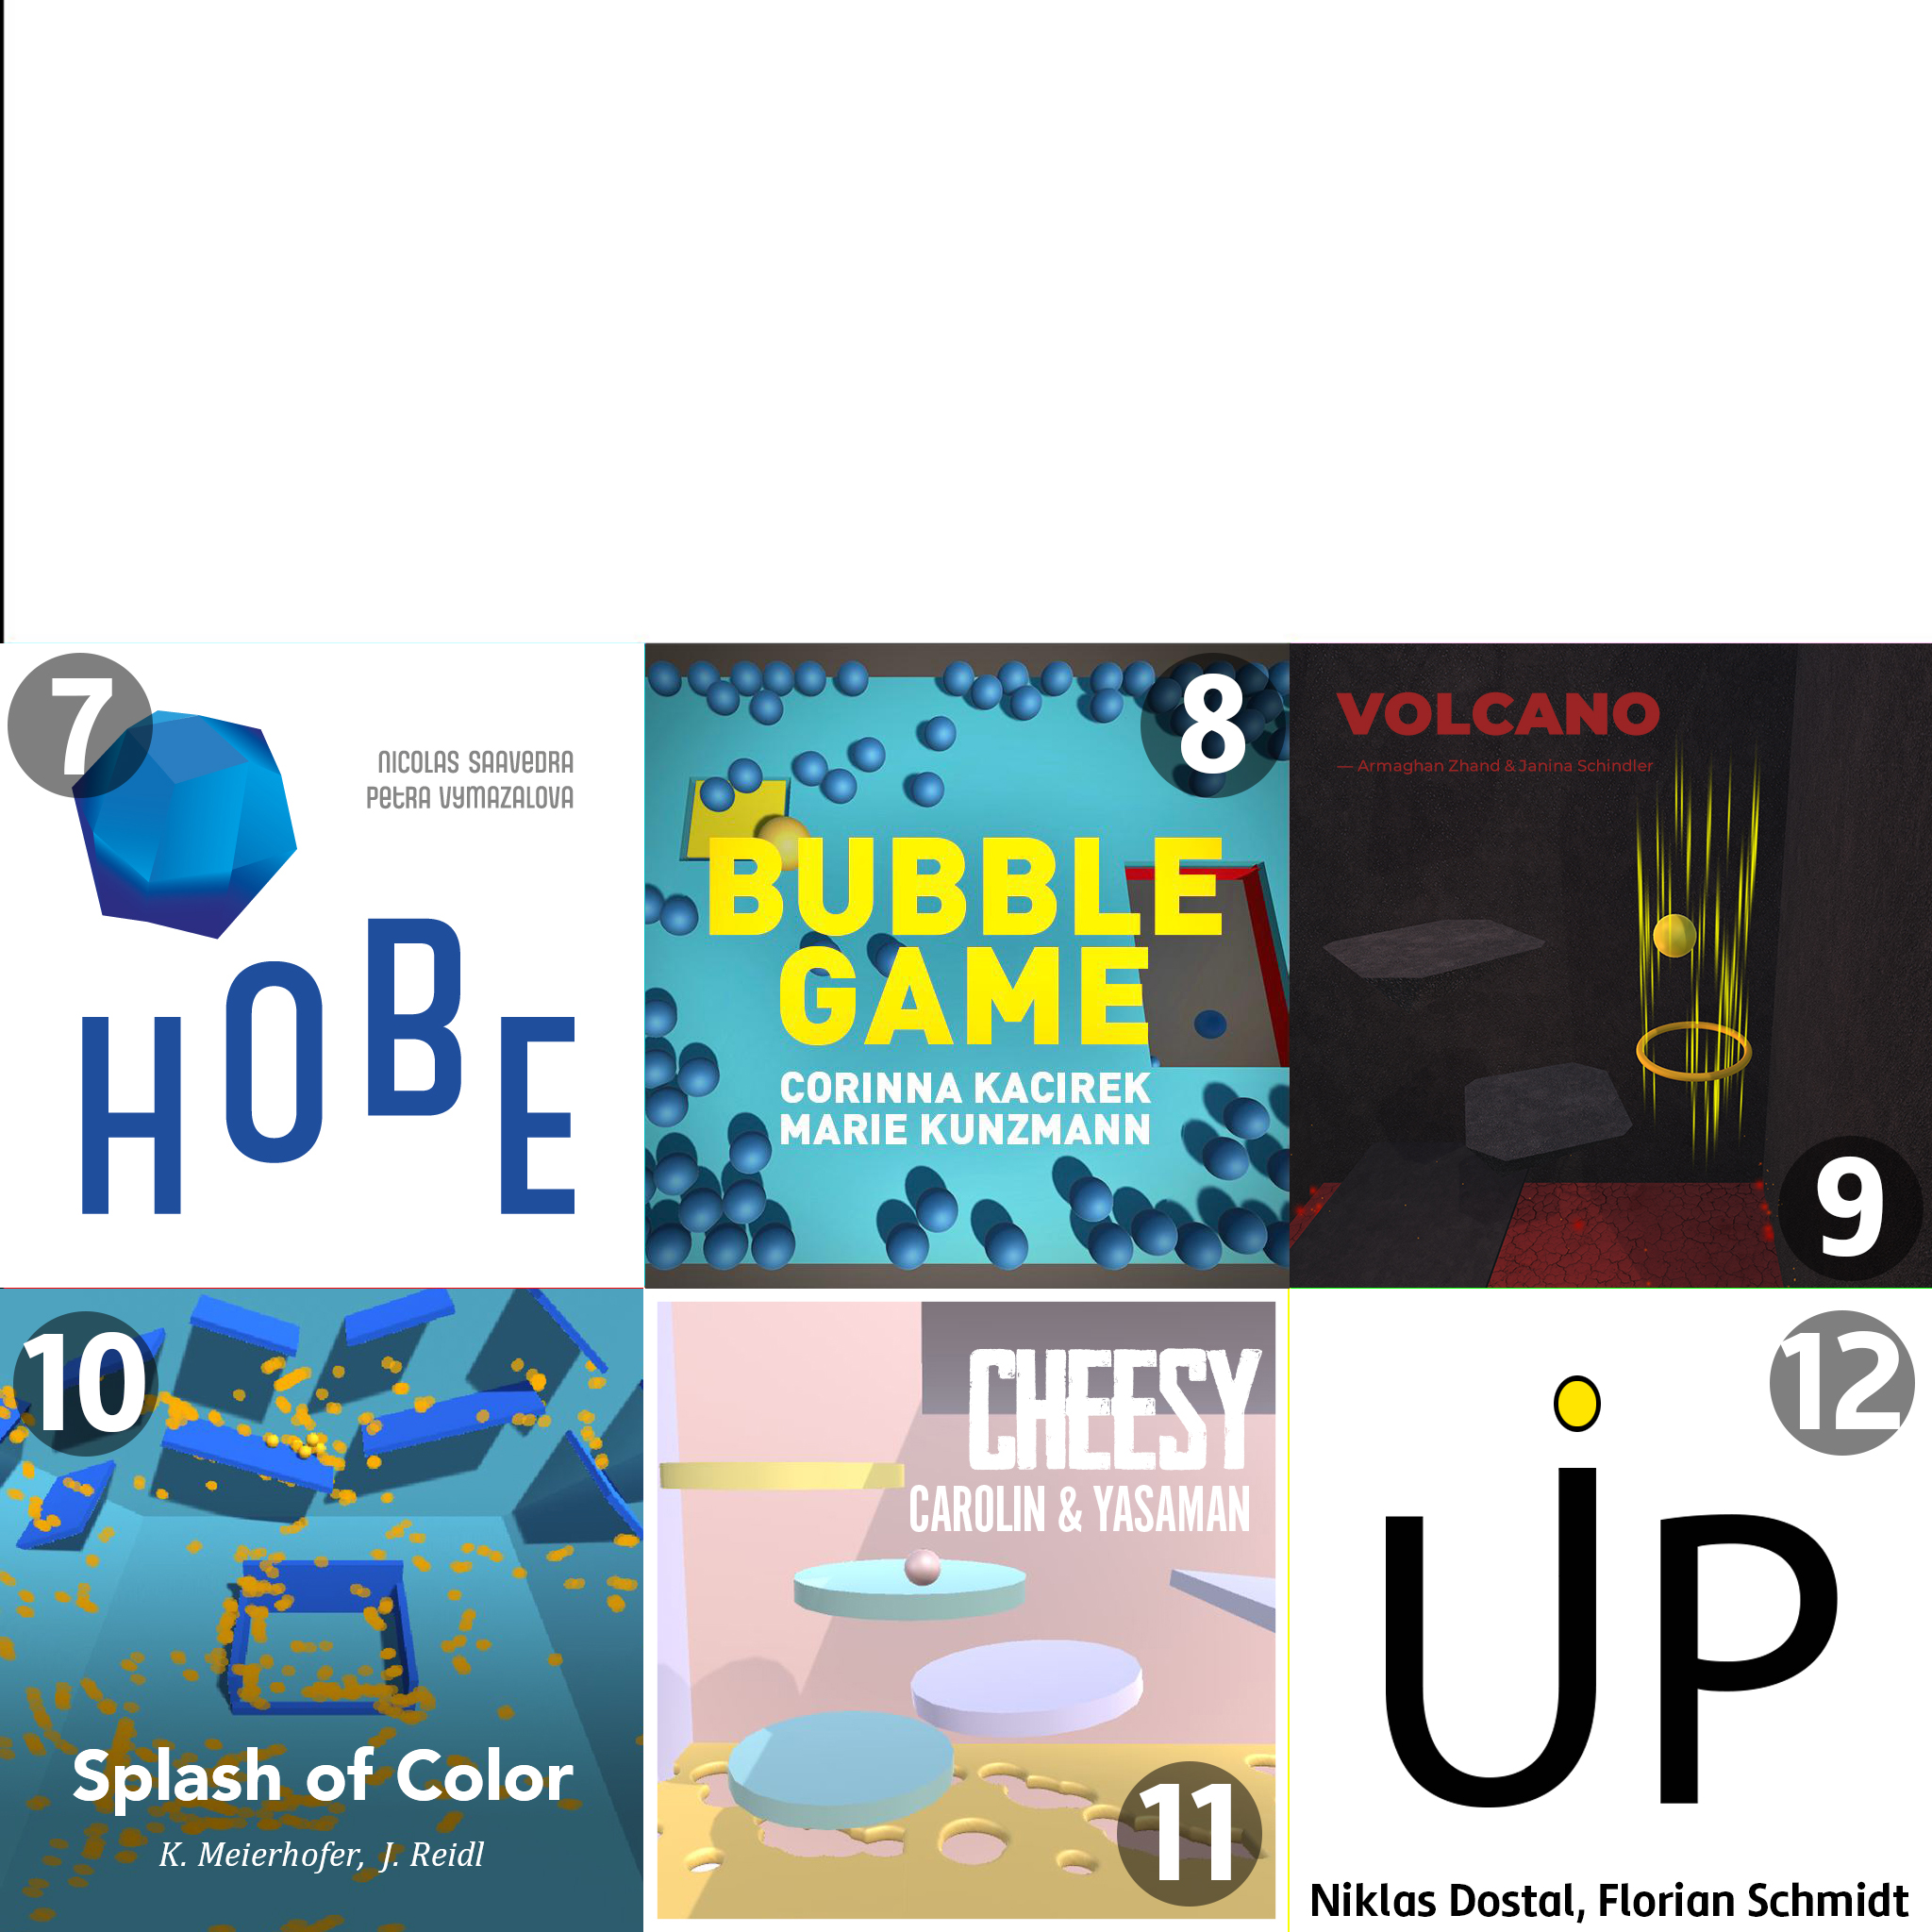 7
NICOLAS SAAVEDRA
PETRA VYMAZALOVA
HOBE
8
BUBBLE
GAME
CORINNA KACIREK
MARIE KUNZMANN
VOLCANO
— Armaghan Zhand & Janina Schindler
9
10
Splash of Color
K. Meierhofer, J. Reidl
CHEESY
CAROLIN & YASAMAN
11
12
UP
Niklas Dostal, Florian Schmidt